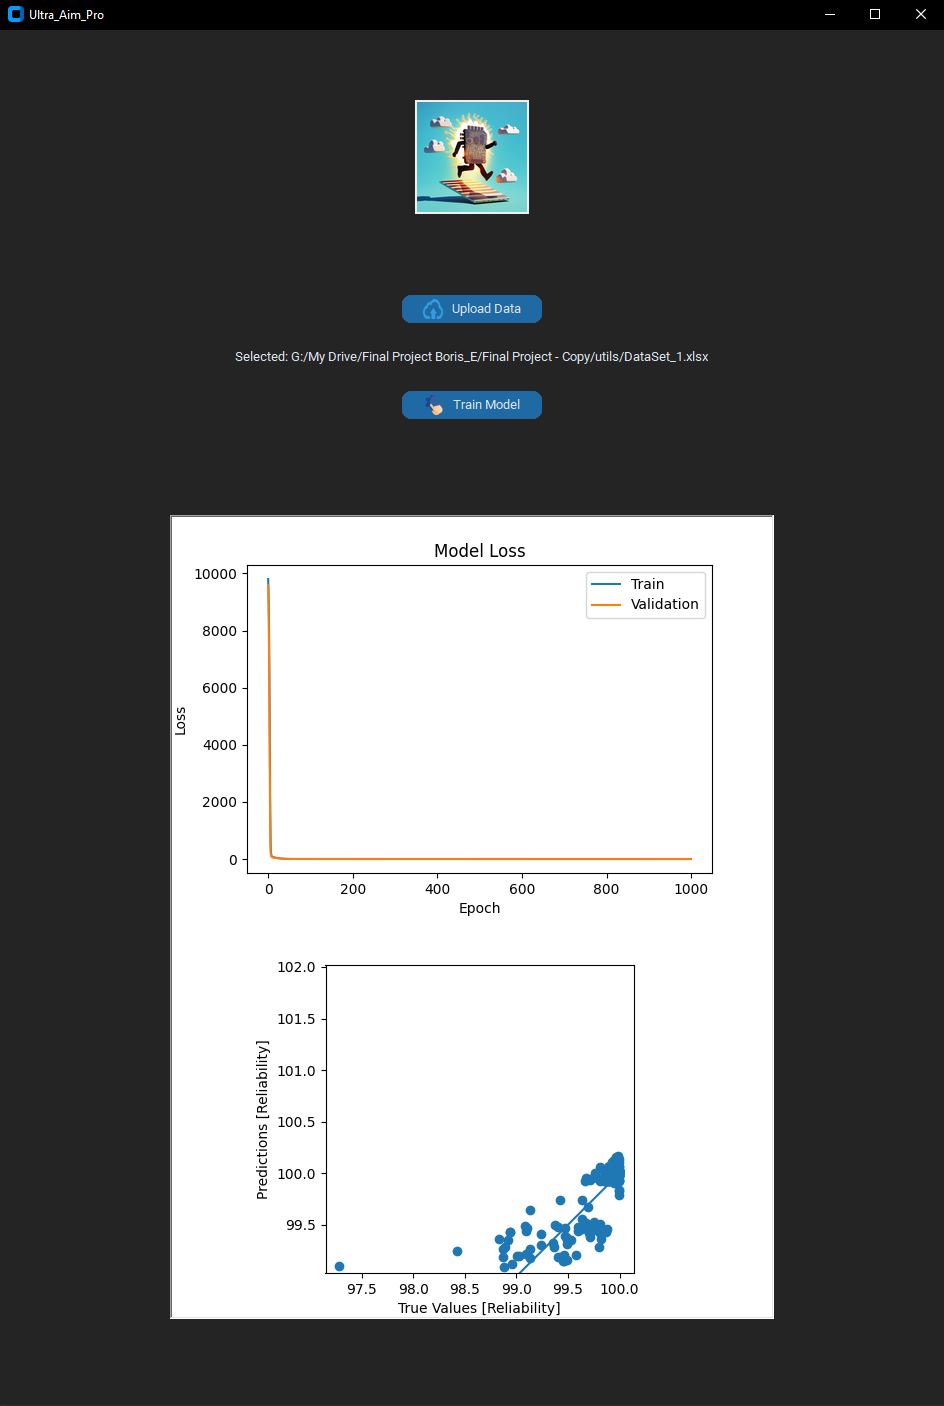 Ultra_Aim_Pro
Upload Data
Selected: G:/My Drive/Final Project Boris_E/Final Project - Copy/utils/DataSet_1.xlsx
Train Model
Model Loss
10000
8000
6000
4000
2000
0
Loss
Train
Validation
0 200 400 600 800 1000
Epoch
102.0
101.5
101.0
100.5
100.0
99.5
Predictions [Reliability]
97.5 98.0 98.5 99.0 99.5 100.0
True Values [Reliability]